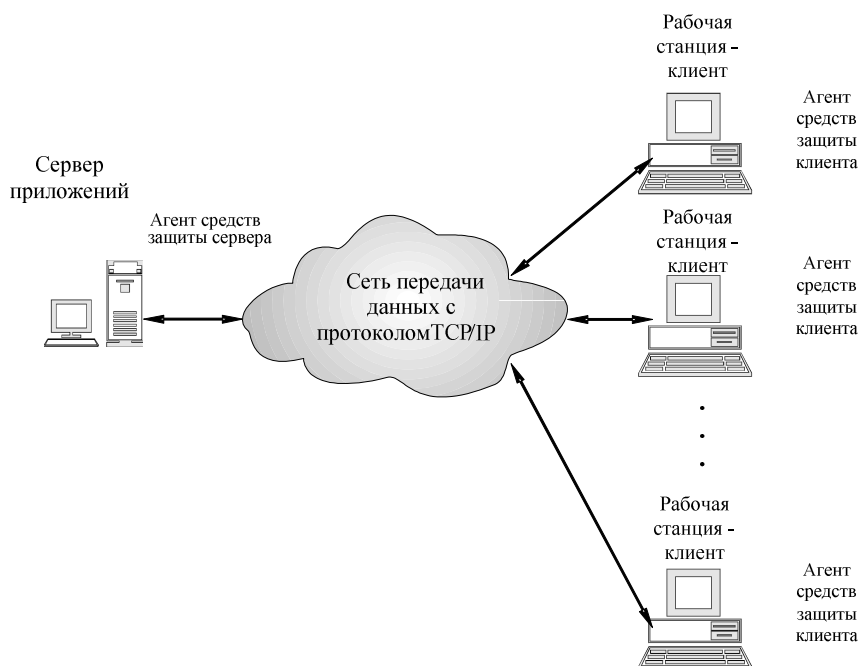 Сервер
приложений
Агент средств
защиты сервера
Сеть передачи
данных с
протоколомTCP/IP
Рабочая
станция -
клиент
Агент
средств
защиты
клиента
Рабочая
станция -
клиент
Агент
средств
защиты
клиента
Рабочая
станция -
клиент
Агент
средств
защиты
клиента